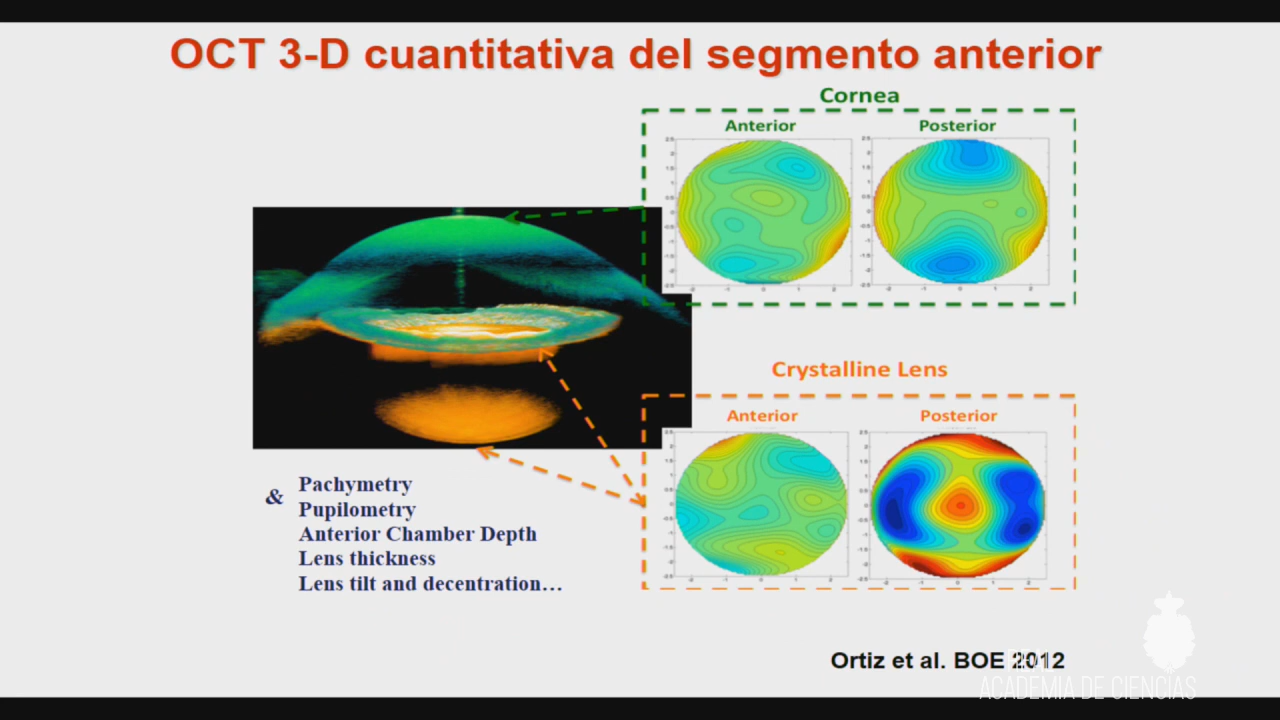 OCT 3-D cuantitativa del segmento anterior
Cornea
Anterior
Posterior
Crystalline Lens
Anterior
Posterior
&
Pachymetry
Pupilometry
Anterior Chamber Depth
Lens thickness
Lens tilt and decentration…
Ortiz et al. BOE 2012
ACADEMIA DE CIENCIAS